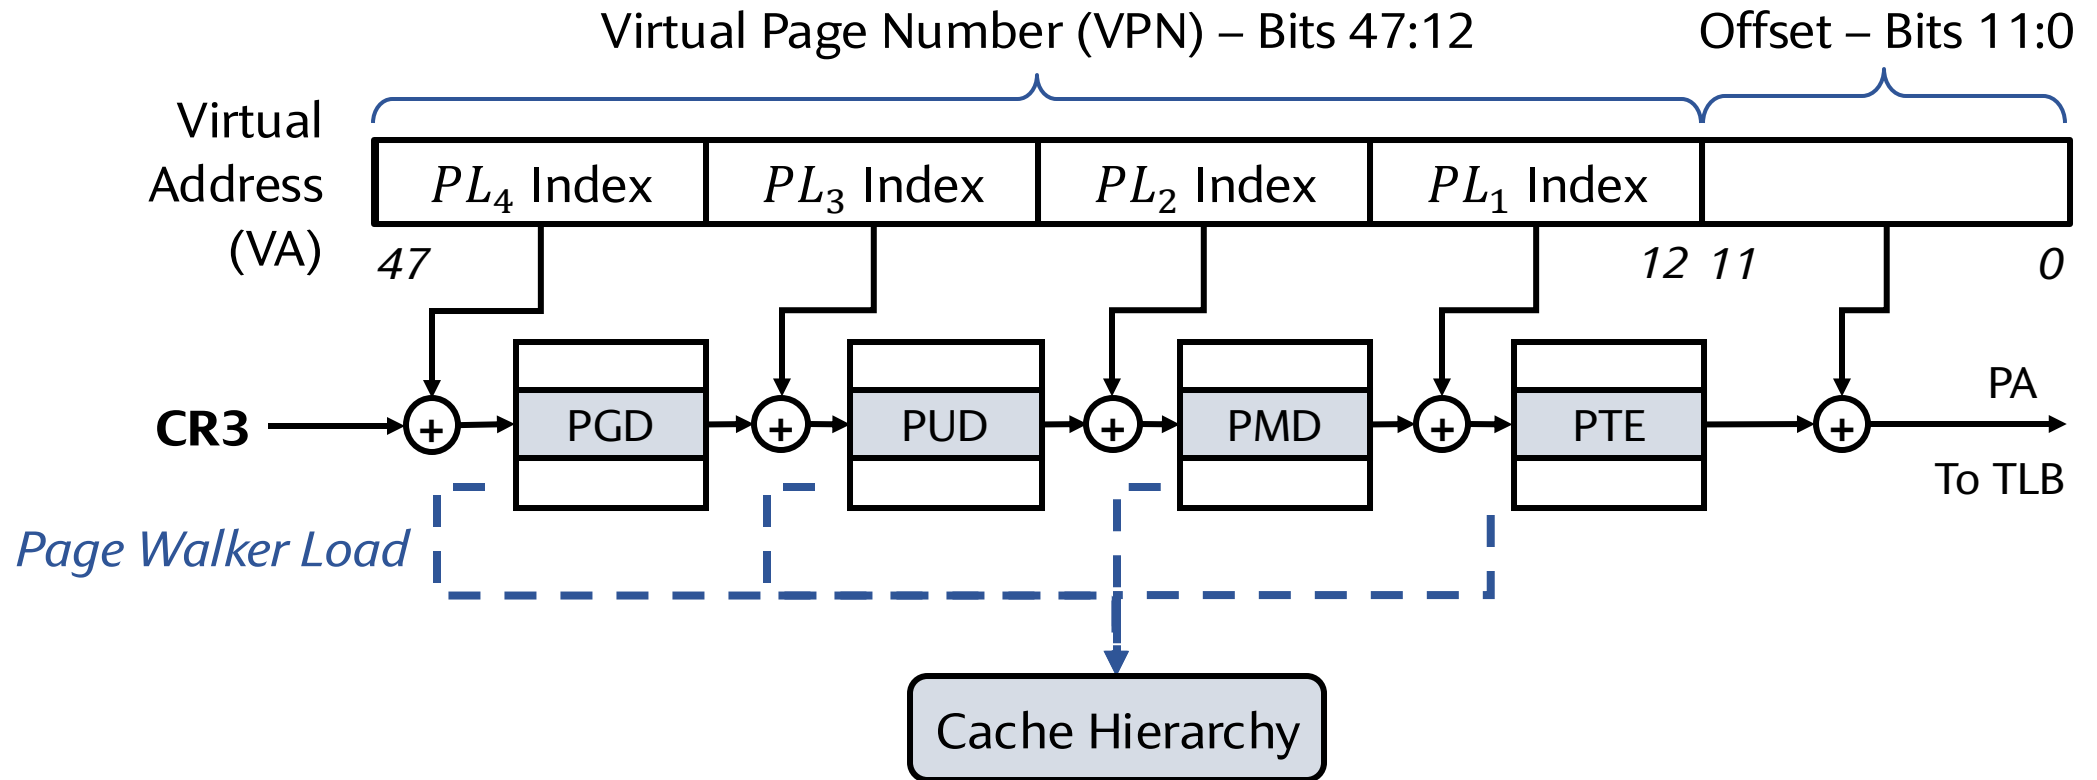 Virtual Page Number (VPN) – Bits 47:12
Offset – Bits 11:0
Virtual
Address
(VA)
PL₄ Index
PL₃ Index
PL₂ Index
PL₁ Index
47
12
11
0
CR3
+
PGD
+
PUD
+
PMD
+
PTE
+
PA
To TLB
Page Walker Load
Cache Hierarchy